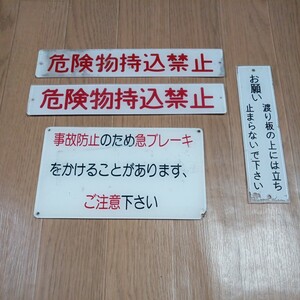 危険物持込禁止
危険物持込禁止
事故防止のため急ブレーキ
をかけることがあります、
ご注意下さい
お願い 渡り板の上には立ち
止まらないで下さい